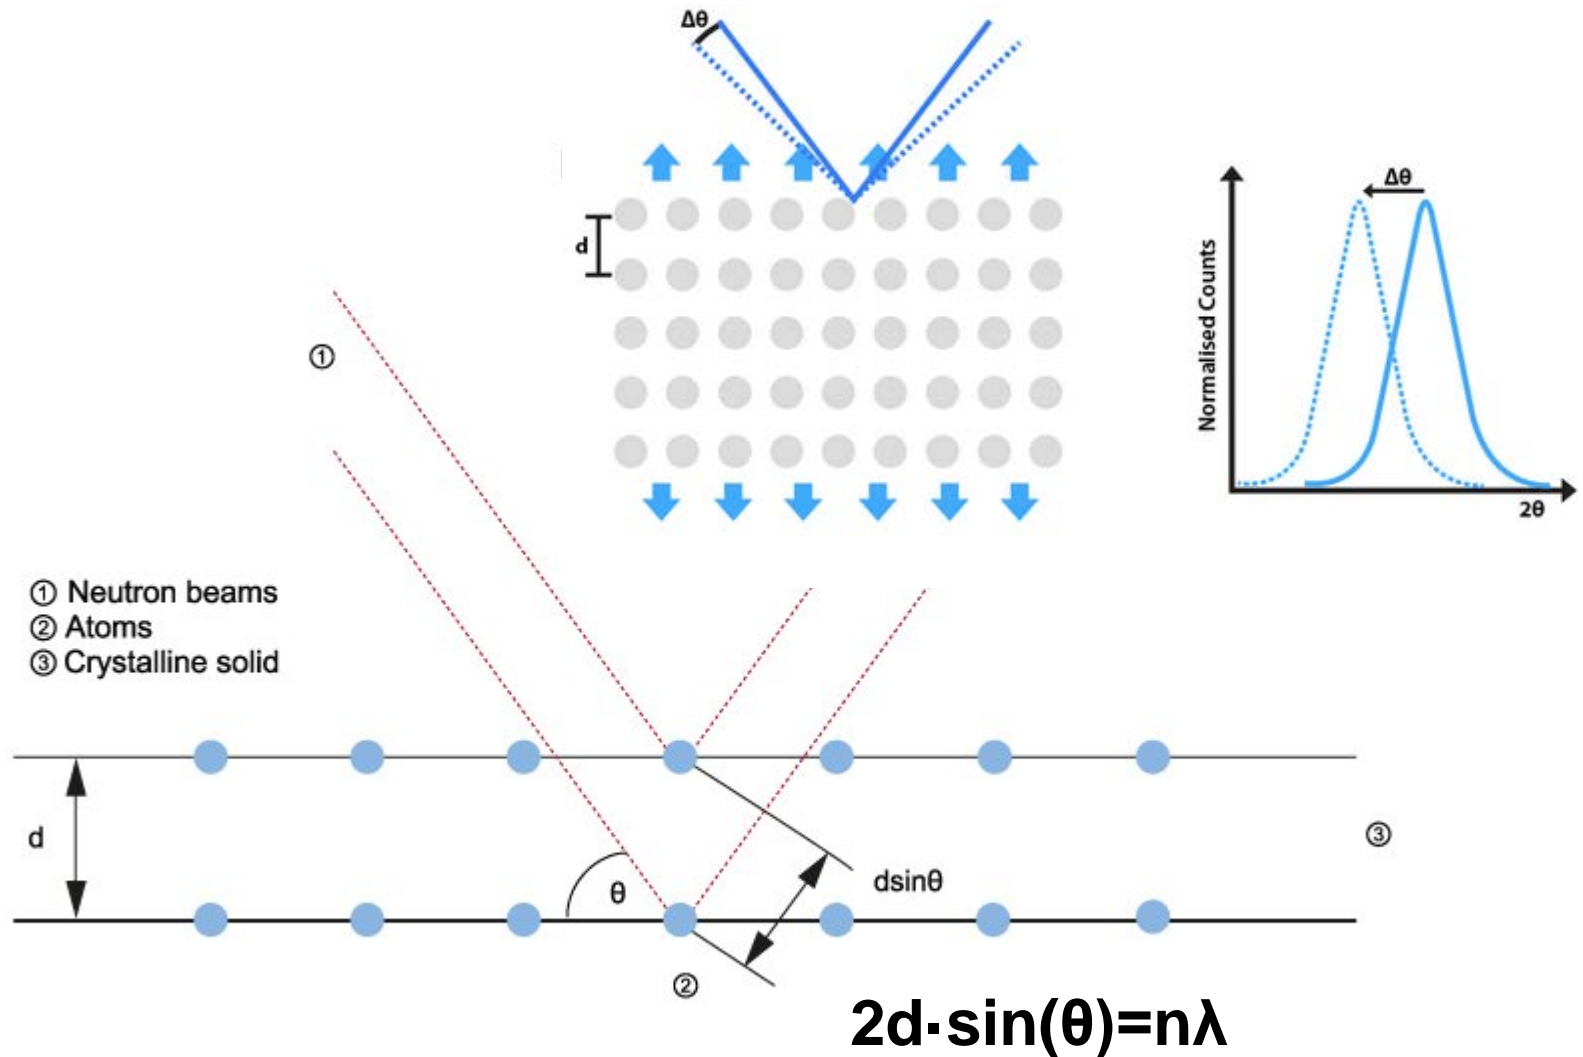 Δθ
d
Δθ
Normalised Counts
2θ
①
① Neutron beams
② Atoms
③ Crystalline solid
d
θ
dsinθ
③
②
2d·sin(θ)=nλ